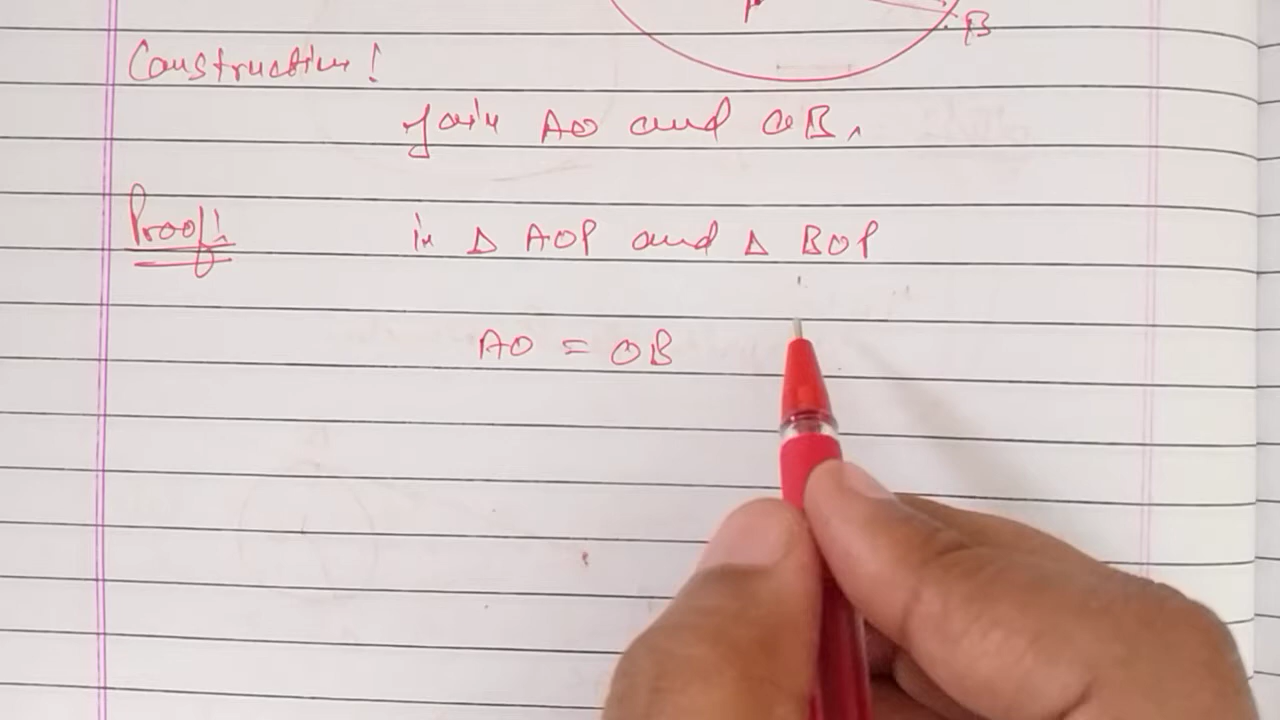 P B
Construction!
Join AO and OB,
Proof!
in Δ AOP and Δ BOP
AO = OB